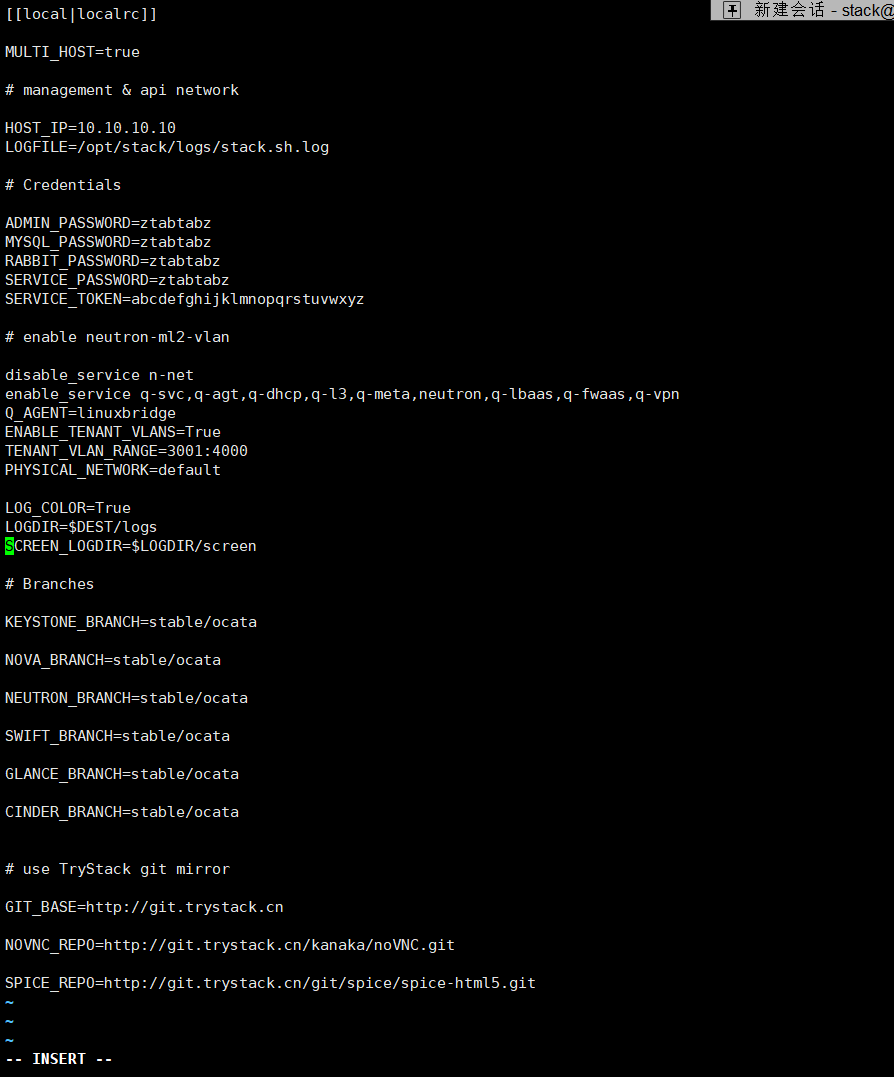 [[local|localrc]]
新建会话 - stack@
MULTI_HOST=true
# management & api network
HOST_IP=10.10.10.10
LOGFILE=/opt/stack/logs/stack.sh.log
# Credentials
ADMIN_PASSWORD=ztabtabz
MYSQL_PASSWORD=ztabtabz
RABBIT_PASSWORD=ztabtabz
SERVICE_PASSWORD=ztabtabz
SERVICE_TOKEN=abcdefghijklmnopqrstuvwxyz
# enable neutron-ml2-vlan
disable_service n-net
enable_service q-svc,q-agt,q-dhcp,q-l3,q-meta,neutron,q-lbaas,q-fwaas,q-vpn
Q_AGENT=linuxbridge
ENABLE_TENANT_VLANS=True
TENANT_VLAN_RANGE=3001:4000
PHYSICAL_NETWORK=default
LOG_COLOR=True
LOGDIR=$DEST/logs
SCREEN_LOGDIR=$LOGDIR/screen
# Branches
KEYSTONE_BRANCH=stable/ocata
NOVA_BRANCH=stable/ocata
NEUTRON_BRANCH=stable/ocata
SWIFT_BRANCH=stable/ocata
GLANCE_BRANCH=stable/ocata
CINDER_BRANCH=stable/ocata
# use TryStack git mirror
GIT_BASE=http://git.trystack.cn
NOVNC_REPO=http://git.trystack.cn/kanaka/noVNC.git
SPICE_REPO=http://git.trystack.cn/git/spice/spice-html5.git
~
~
~
-- INSERT --